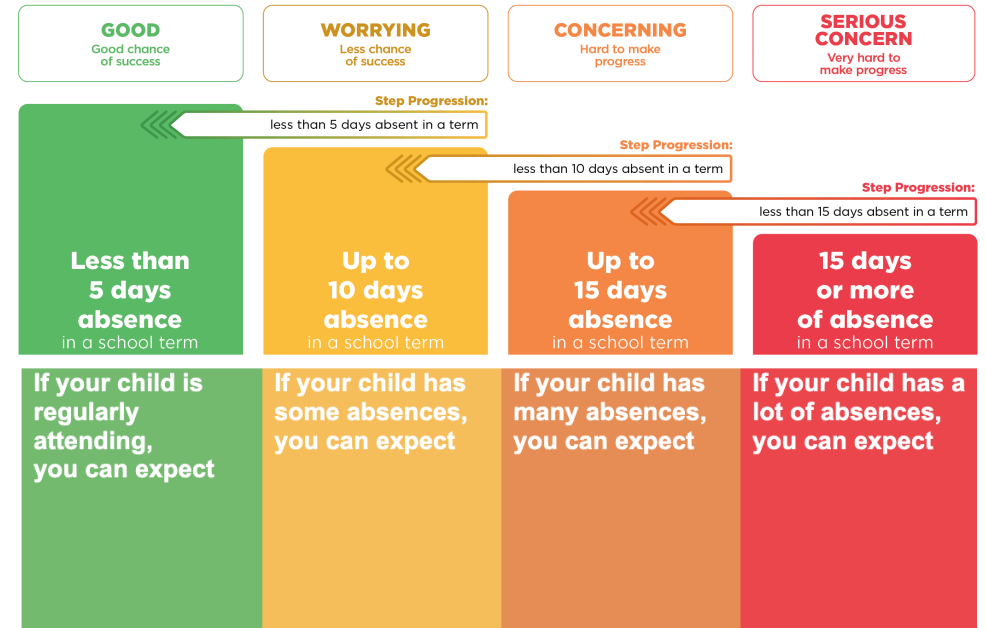 GOOD
Good chance
of success
WORRYING
Less chance
of success
CONCERNING
Hard to make
progress
SERIOUS
CONCERN
Very hard to
make progress
Step Progression:
less than 5 days absent in a term
Step Progression:
less than 10 days absent in a term
Step Progression:
less than 15 days absent in a term
Less than
5 days
absence
in a school term
Up to
10 days
absence
in a school term
Up to
15 days
absence
in a school term
15 days
or more
of absence
in a school term
If your child is
regularly
attending,
you can expect
If your child has
some absences,
you can expect
If your child has
many absences,
you can expect
If your child has a
lot of absences,
you can expect